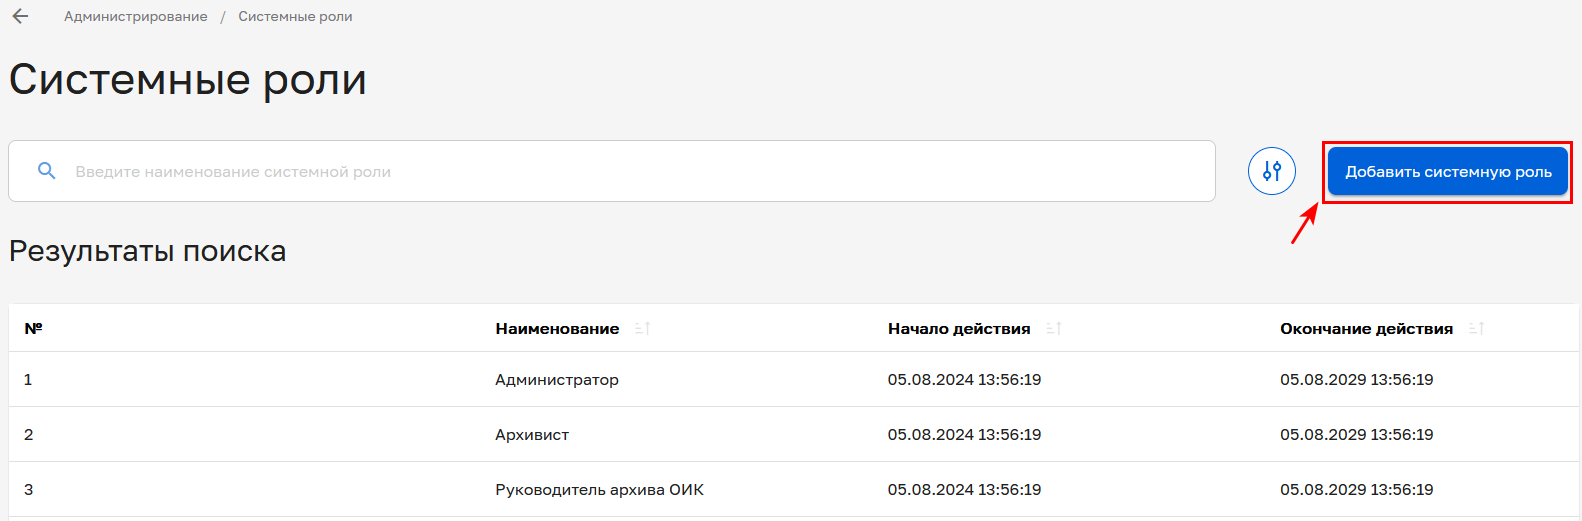 Администрирование / Системные роли
Системные роли
Введите наименование системной роли
Добавить системную роль
Результаты поиска
№ Наименование Начало действия Окончание действия
1 Администратор 05.08.2024 13:56:19 05.08.2029 13:56:19
2 Архивист 05.08.2024 13:56:19 05.08.2029 13:56:19
3 Руководитель архива ОИК 05.08.2024 13:56:19 05.08.2029 13:56:19